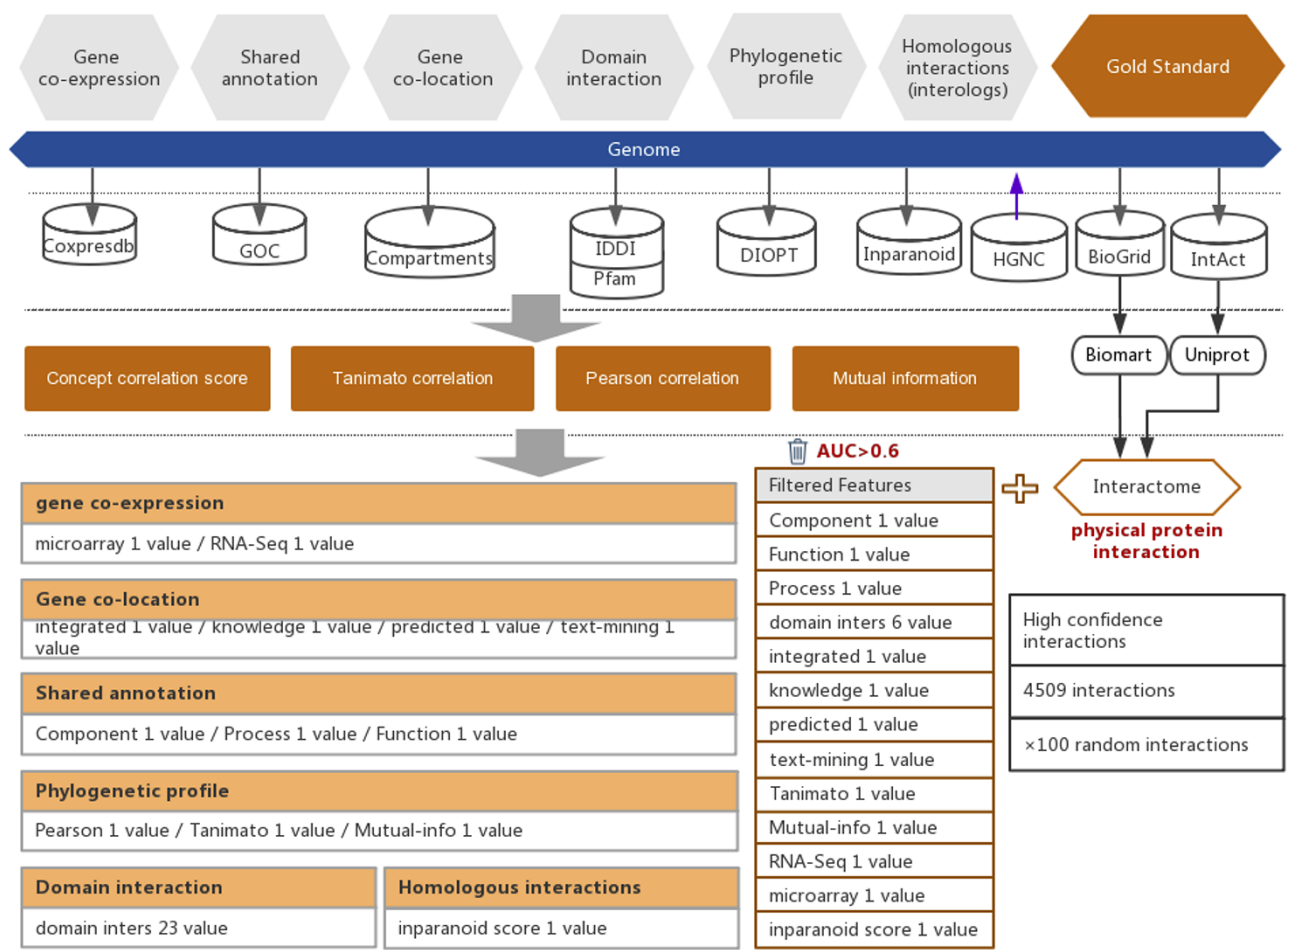 Gene
co-expression
Shared
annotation
Gene
co-location
Domain
interaction
Phylogenetic
profile
Homologous
interactions
(interologs)
Gold Standard
Genome
Coxpresdb
GOC
Compartments
IDDI
Pfam
DIOPT
Inparanoid
HGNC
BioGrid
IntAct
Biomart
Uniprot
Concept correlation score
Tanimato correlation
Pearson correlation
Mutual information
gene co-expression
microarray 1 value / RNA-Seq 1 value
Gene co-location
integrated 1 value / knowledge 1 value / predicted 1 value / text-mining 1
value
Shared annotation
Component 1 value / Process 1 value / Function 1 value
Phylogenetic profile
Pearson 1 value / Tanimato 1 value / Mutual-info 1 value
Domain interaction
domain inters 23 value
Homologous interactions
inparanoid score 1 value
AUC>0.6
Filtered Features
Component 1 value
Function 1 value
Process 1 value
domain inters 6 value
integrated 1 value
knowledge 1 value
predicted 1 value
text-mining 1 value
Tanimato 1 value
Mutual-info 1 value
RNA-Seq 1 value
microarray 1 value
inparanoid score 1 value
Interactome
physical protein
interaction
High confidence
interactions
4509 interactions
×100 random interactions